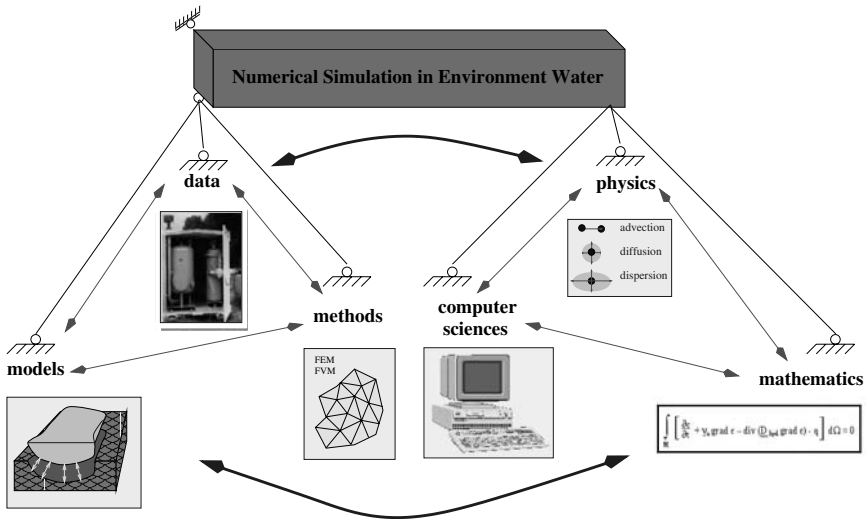 Numerical Simulation in Environment Water
data
physics
advection
diffusion
dispersion
methods
computer
sciences
models
mathematics
FEM
FVM